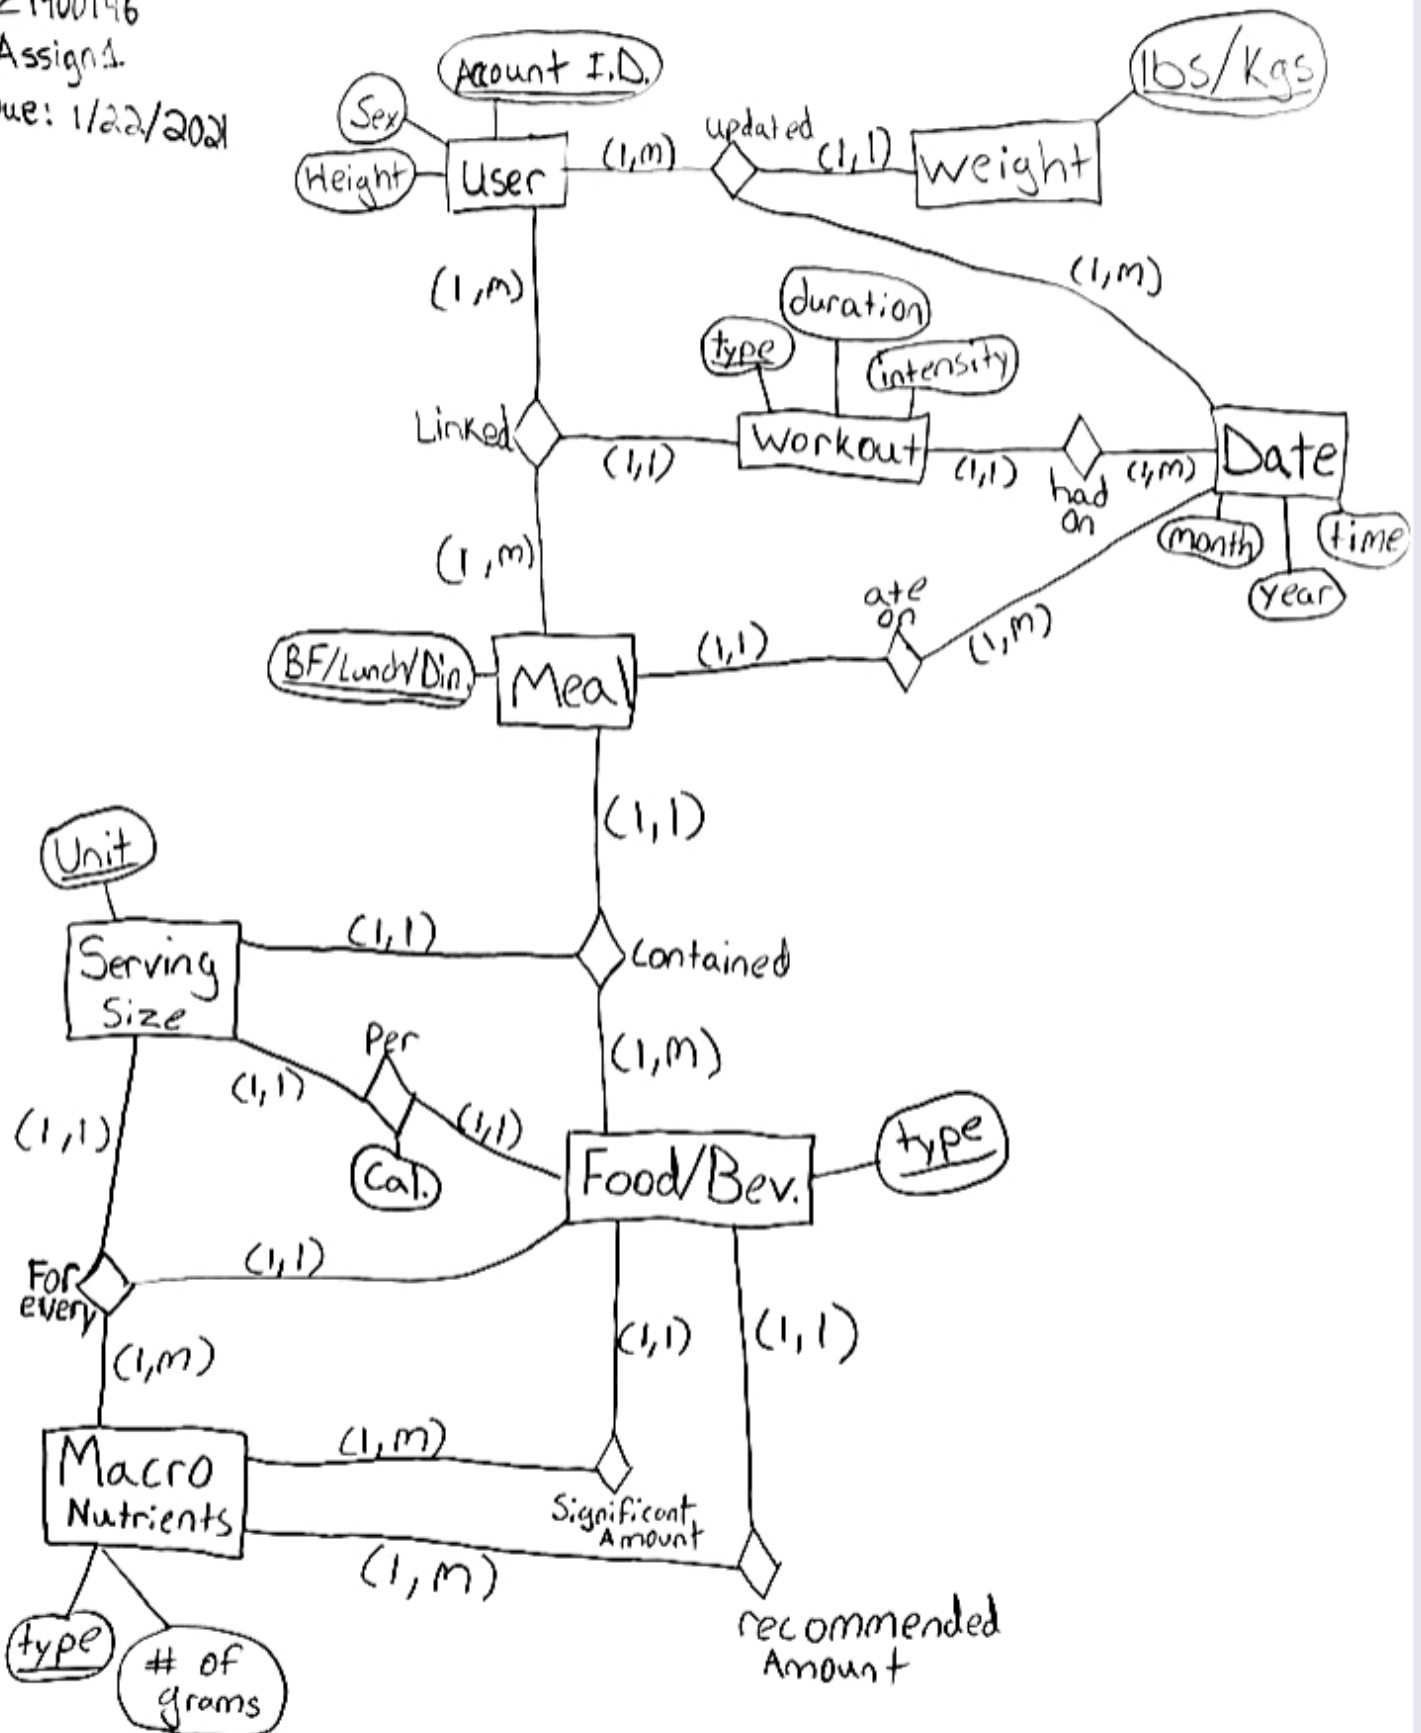 Assign 1.
1/22/2021
Account I.D.
Sex
Height
User
(1,m)
updated
(1,1)
Weight
lbs/Kgs
(1,m)
(1,m)
duration
type
intensity
Linked
(1,1)
Workout
(1,1)
had
on
(1,m)
Date
month
year
time
(1,m)
ate
on
(1,m)
BF/Lunch/Din.
Meal
(1,1)
(1,1)
Unit
Serving
Size
(1,1)
Contained
(1,m)
Per
(1,1)
(1,1)
Cal.
Food/Bev.
type
(1,1)
For
every
(1,1)
(1,m)
(1,1)
(1,1)
Macro
Nutrients
(1,m)
Significant
Amount
(1,m)
recommended
Amount
type
# of
grams